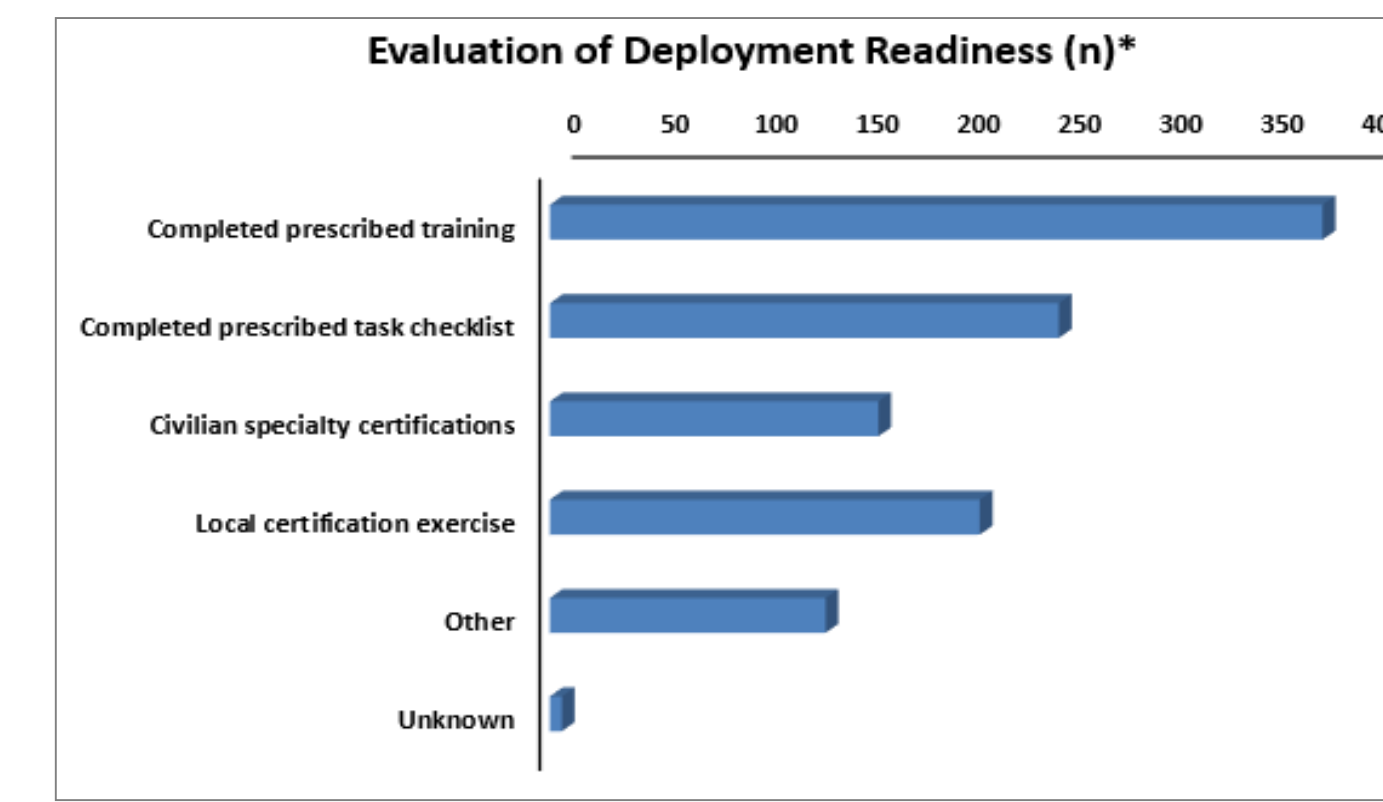 Evaluation of Deployment Readiness (n)*
0 50 100 150 200 250 300 350 40
Completed prescribed training
Completed prescribed task checklist
Civilian specialty certifications
Local certification exercise
Other
Unknown